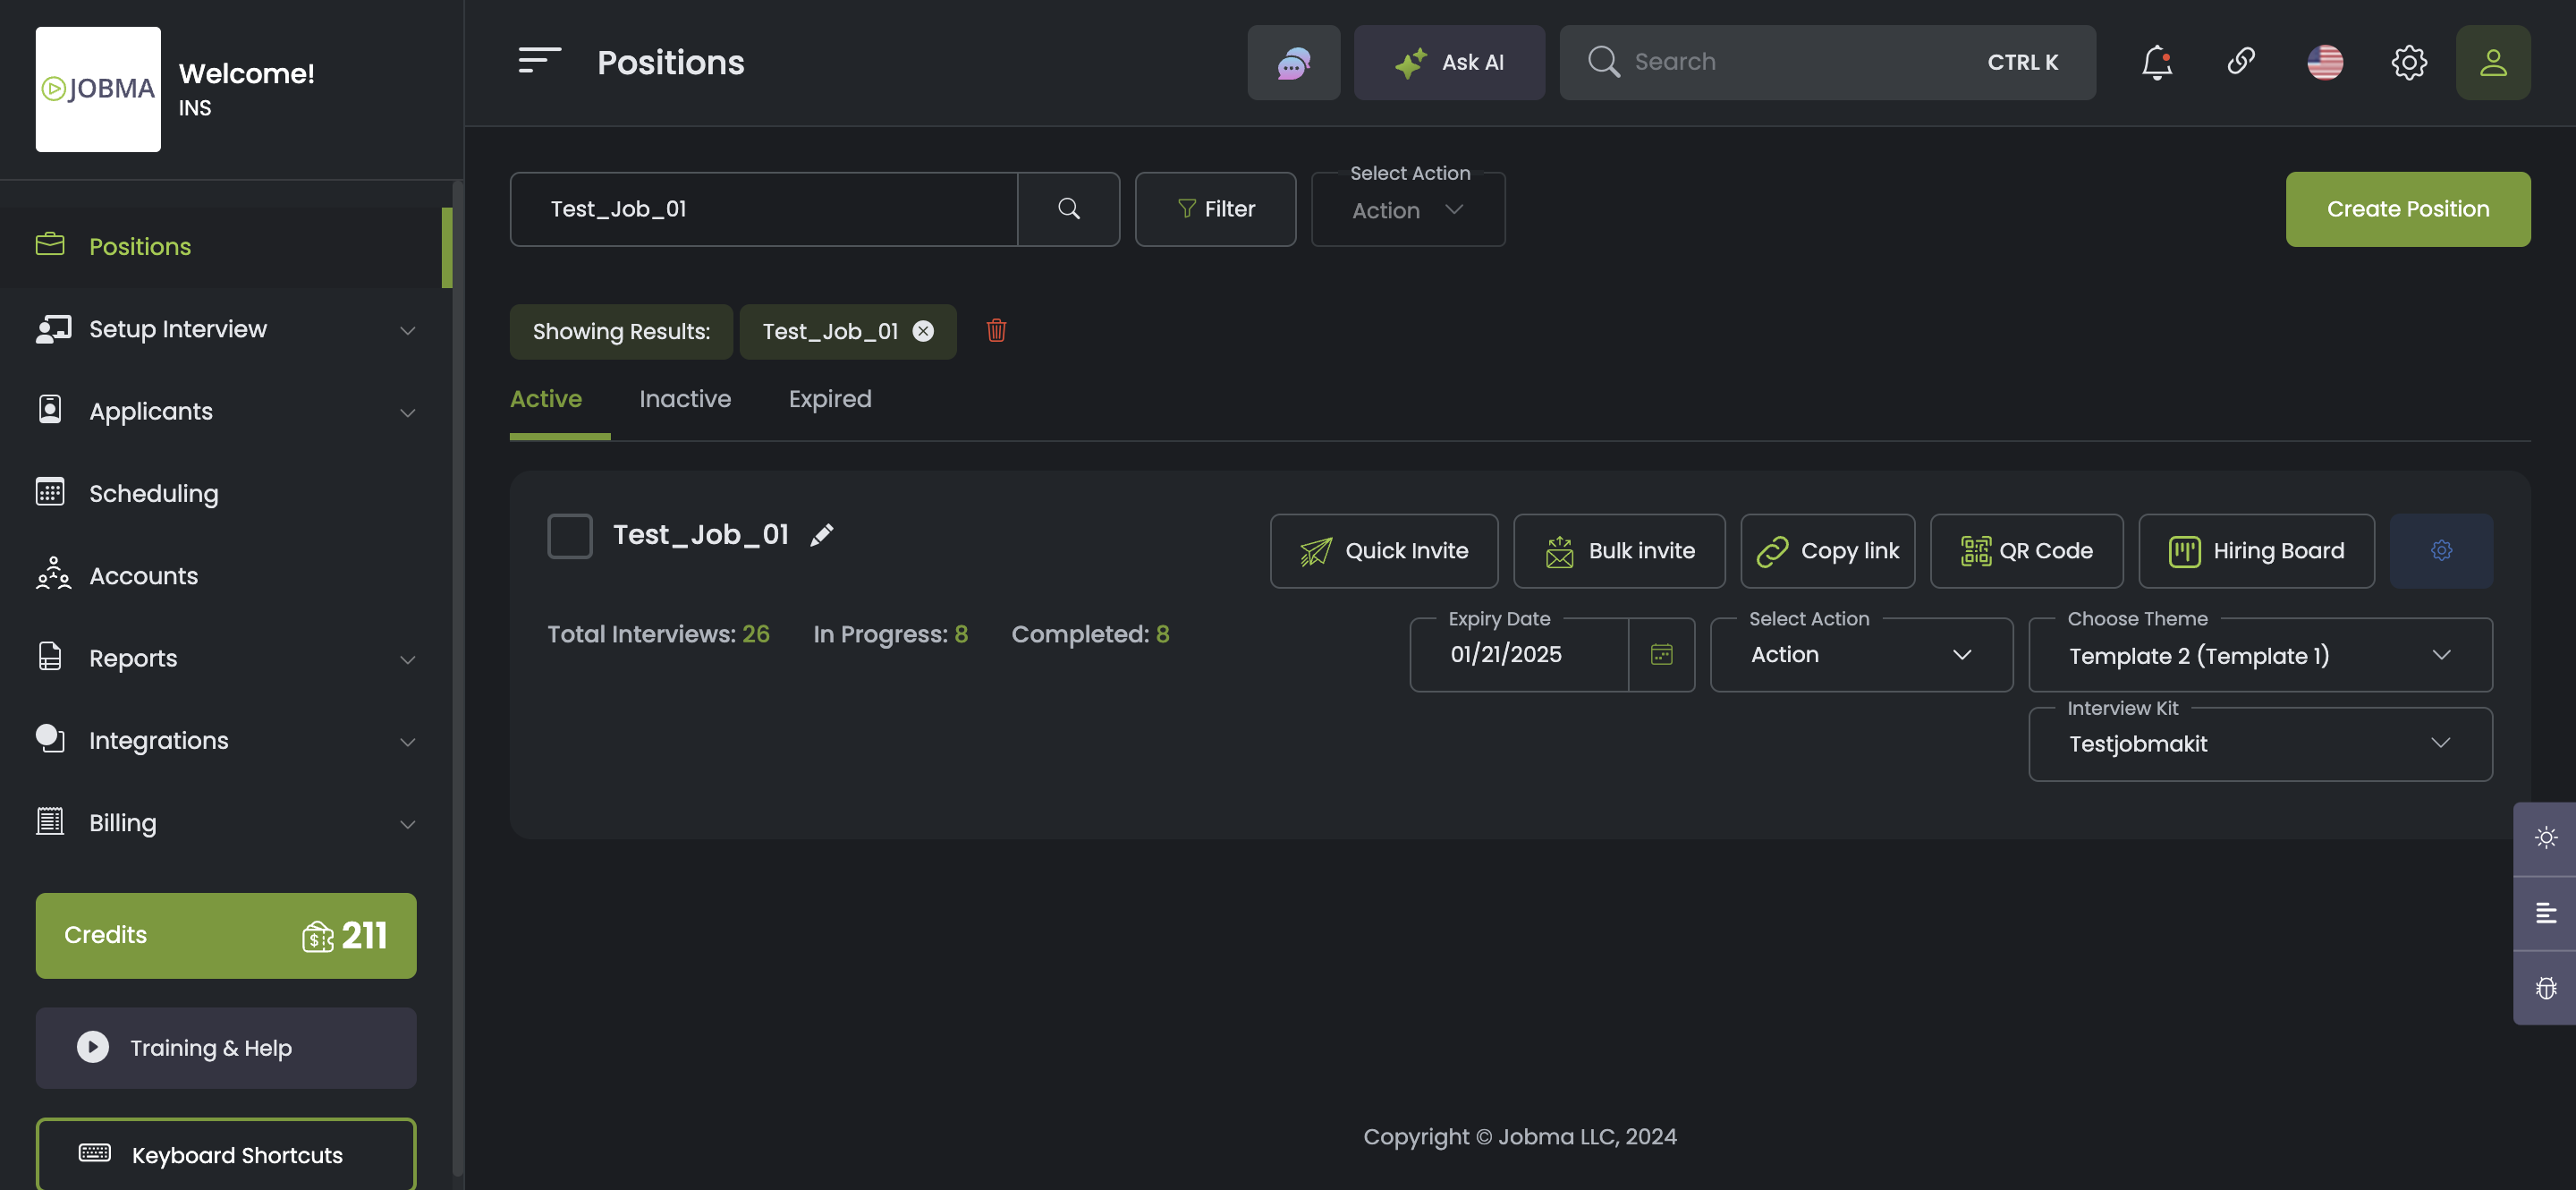 JOBMA
Welcome!
INS
Positions
Setup Interview
Applicants
Scheduling
Accounts
Reports
Integrations
Billing
Credits 211
Training & Help
Keyboard Shortcuts
Positions
Ask AI
Search CTRL K
Test_Job_01
Filter
Select Action
Action
Create Position
Showing Results: Test_Job_01
Active Inactive Expired
Test_Job_01
Quick Invite
Bulk invite
Copy link
QR Code
Hiring Board
Total Interviews: 26 In Progress: 8 Completed: 8
Expiry Date
01/21/2025
Select Action
Action
Choose Theme
Template 2 (Template 1)
Interview Kit
Testjobmakit
Copyright © Jobma LLC, 2024